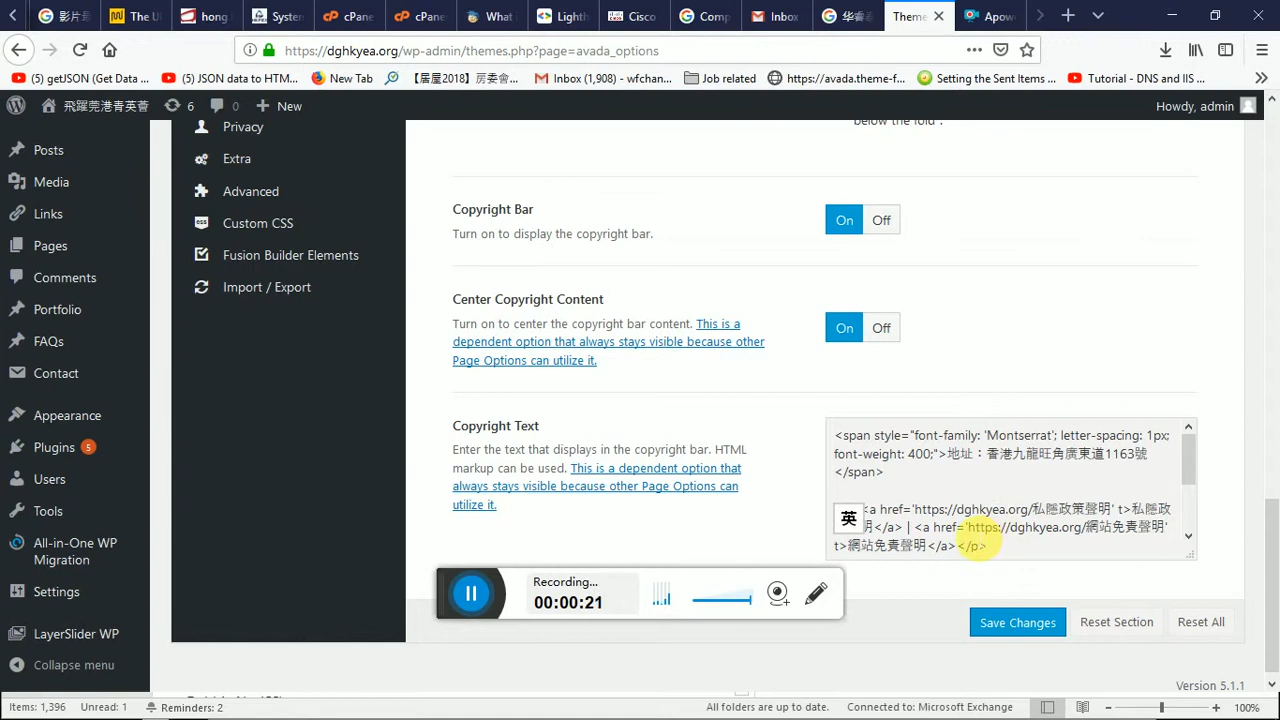 影片是
The U
hong
System
cPane
cPane
What
Lighth
Cisco
Comp
Inbox
Theme
Apow
https://dghkyea.org/wp-admin/themes.php?page=avada_options
(5) getJSON (Get Data ...
(5) JSON data to HTM...
New Tab
【居屋2018】房委會...
Inbox (1,908) - wfchan...
Job related
https://avada.theme-f...
Setting the Sent Items ...
Tutorial - DNS and IIS ...
飛躍莞港青英薈
6
0
New
Howdy, admin
Posts
Media
Links
Pages
Comments
Portfolio
FAQs
Contact
Appearance
Plugins 5
Users
Tools
All-in-One WP
Migration
Settings
LayerSlider WP
Collapse menu
Privacy
Extra
Advanced
Custom CSS
Fusion Builder Elements
Import / Export
below the fold".
Copyright Bar
Turn on to display the copyright bar.
On Off
Center Copyright Content
Turn on to center the copyright bar content. This is a
dependent option that always stays visible because other
Page Options can utilize it.
On Off
Copyright Text
Enter the text that displays in the copyright bar. HTML
markup can be used. This is a dependent option that
always stays visible because other Page Options can
utilize it.
<span style="font-family: 'Montserrat'; letter-spacing: 1px;
font-weight: 400;">地址：香港九龍旺角廣東道1163號
</span>
<a href='https://dghkyea.org/私隱政策聲明' t>私隱政
明</a> | <a href='https://dghkyea.org/網站免責聲明'
t>網站免責聲明</a></p>
英
Recording...
00:00:21
Save Changes
Reset Section
Reset All
Version 5.1.1
Items: 1,396
Unread: 1
Reminders: 2
All folders are up to date.
Connected to: Microsoft Exchange
100%